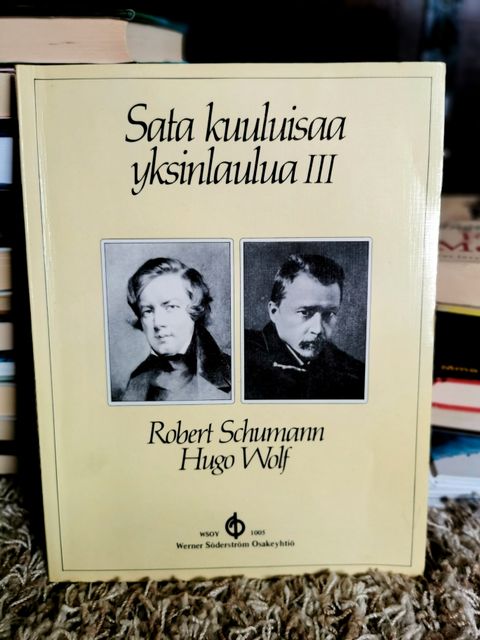 Sata kuuluisaa
yksinlaulua III
Robert Schumann
Hugo Wolf
WSOY 1005
Werner Söderström Osakeyhtiö